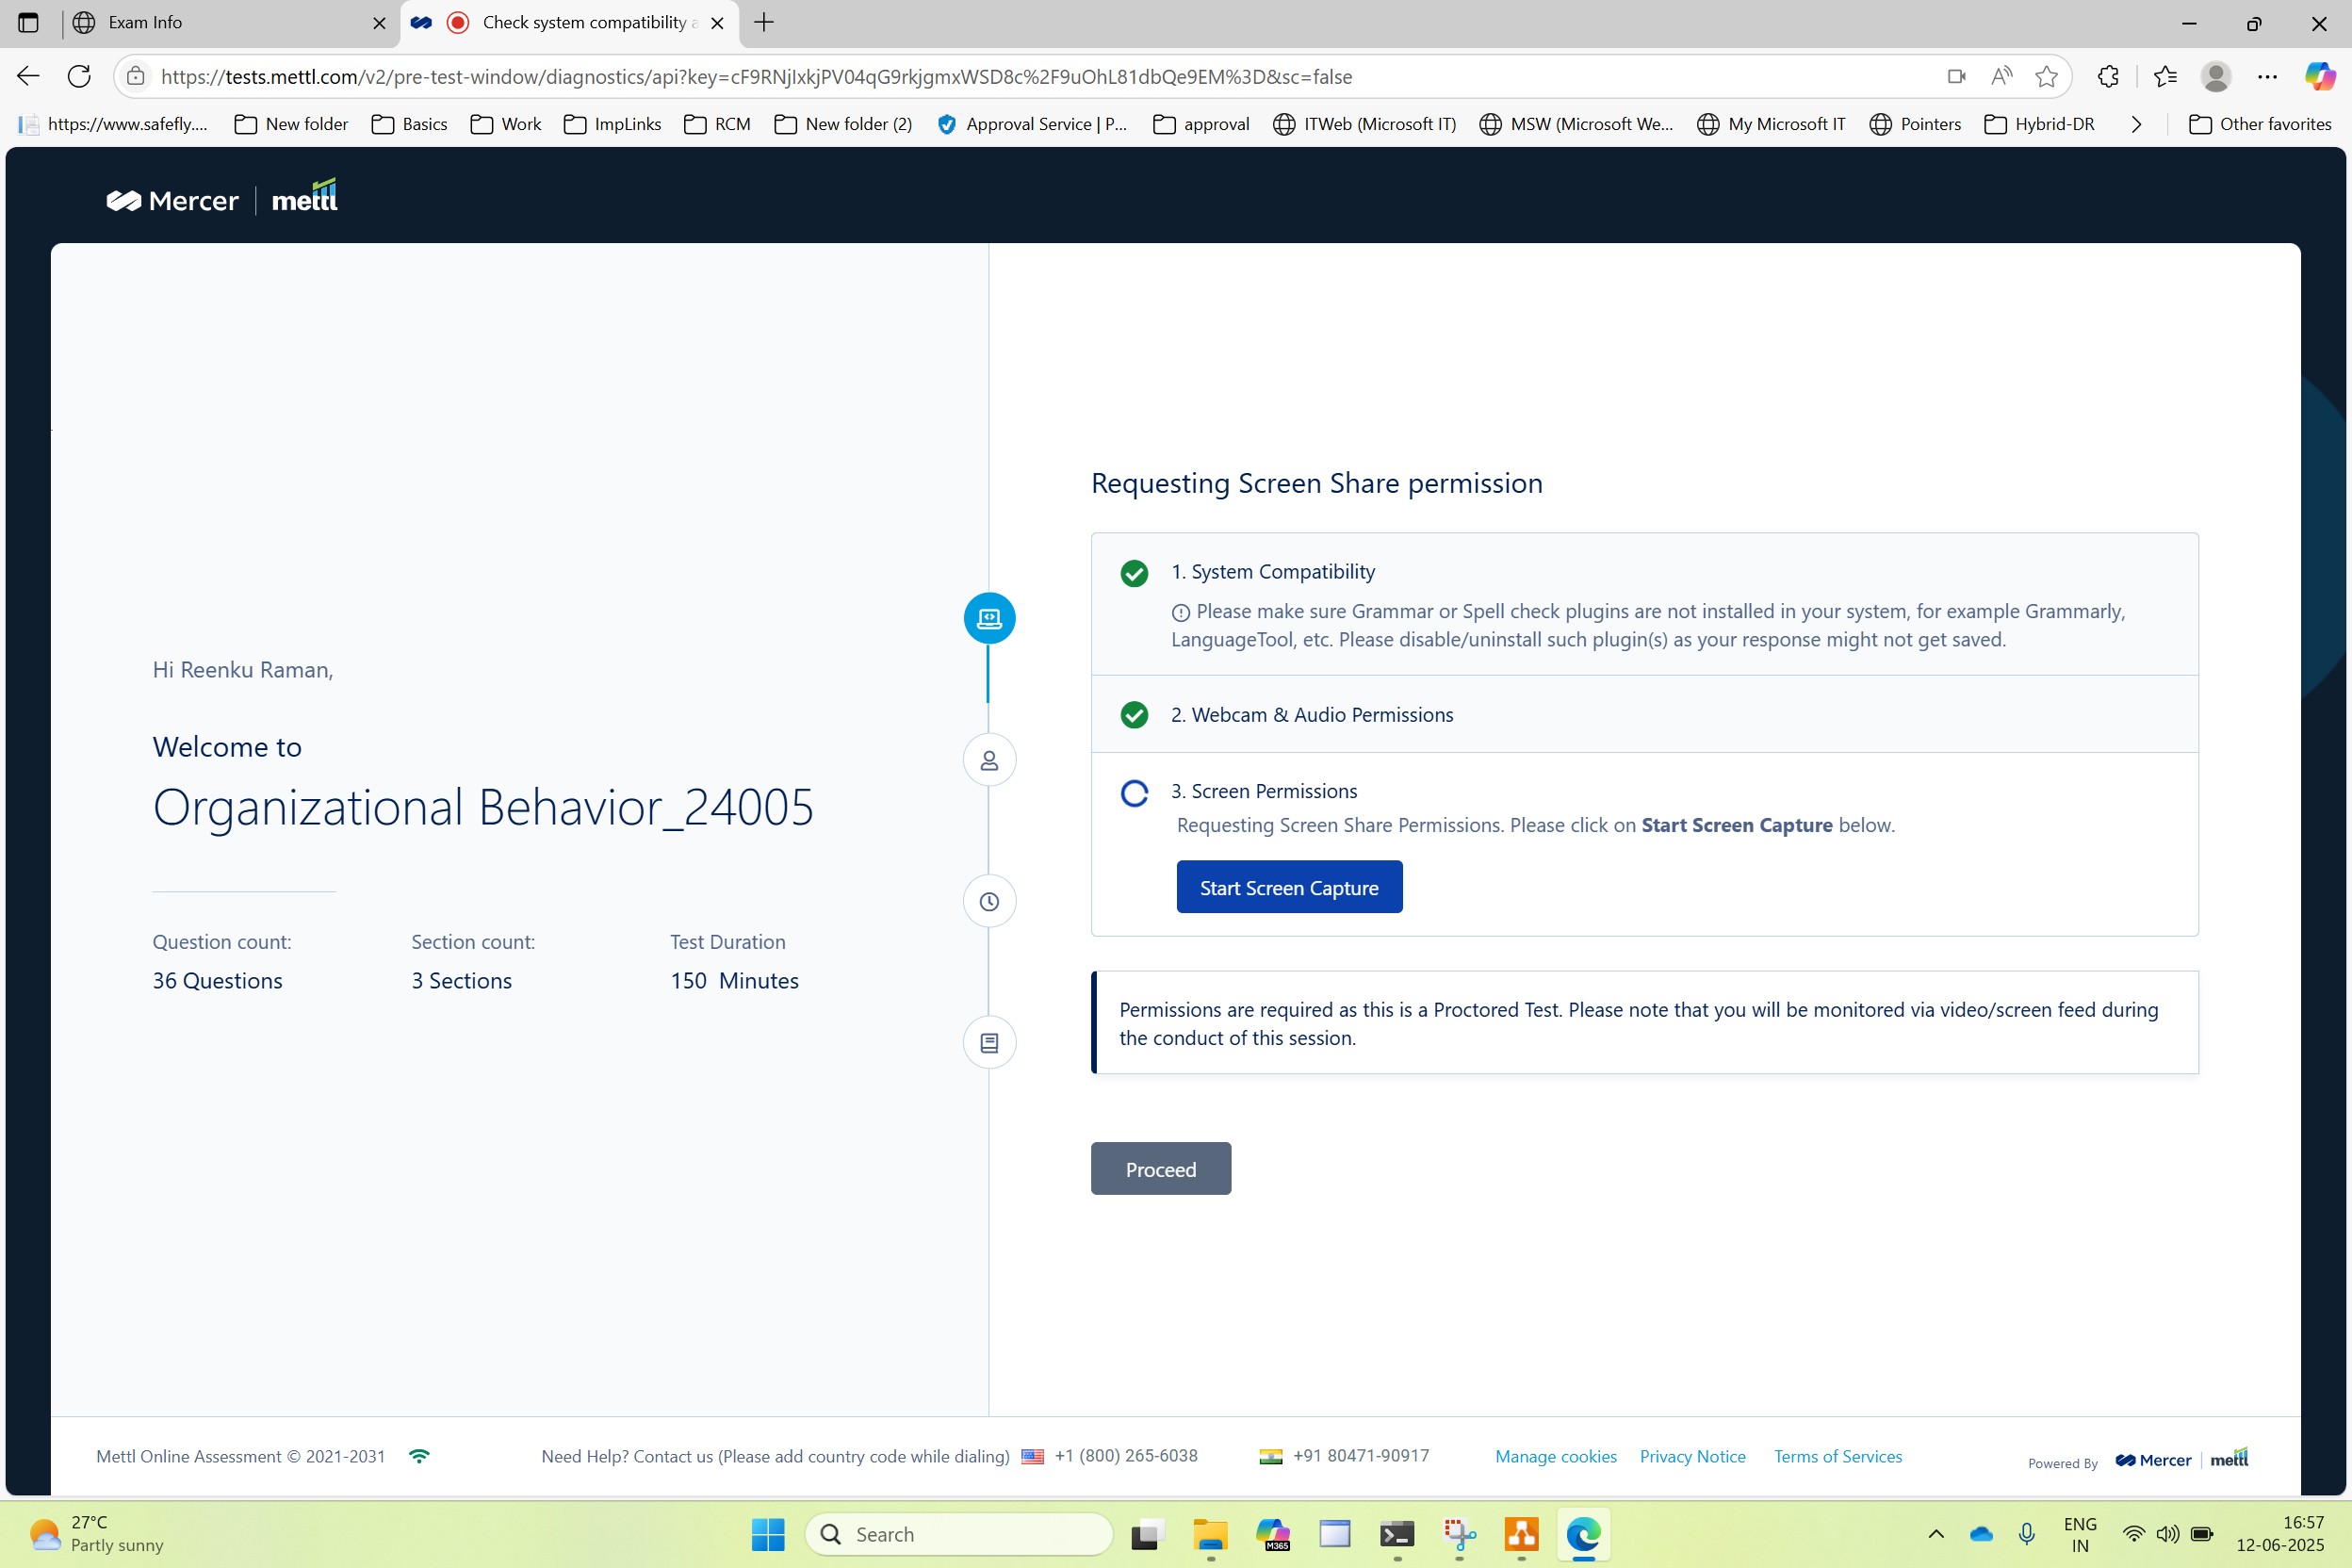 Exam Info
Check system compatibility a
https://tests.mettl.com/v2/pre-test-window/diagnostics/api?key=cF9RNjIxkjPV04qG9rkjgmxWSD8c%2F9uOhL81dbQe9EM%3D&sc=false
https://www.safefly.... New folder Basics Work ImpLinks RCM New folder (2) Approval Service | P... approval ITWeb (Microsoft IT) MSW (Microsoft We... My Microsoft IT Pointers Hybrid-DR Other favorites
Mercer | mettl
Hi Reenku Raman,
Welcome to
Organizational Behavior_24005
Question count: Section count: Test Duration
36 Questions 3 Sections 150 Minutes
Requesting Screen Share permission
1. System Compatibility
Please make sure Grammar or Spell check plugins are not installed in your system, for example Grammarly,
LanguageTool, etc. Please disable/uninstall such plugin(s) as your response might not get saved.
2. Webcam & Audio Permissions
3. Screen Permissions
Requesting Screen Share Permissions. Please click on Start Screen Capture below.
Start Screen Capture
Permissions are required as this is a Proctored Test. Please note that you will be monitored via video/screen feed during
the conduct of this session.
Proceed
Mettl Online Assessment © 2021-2031 Need Help? Contact us (Please add country code while dialing) +1 (800) 265-6038 +91 80471-90917 Manage cookies Privacy Notice Terms of Services Powered By Mercer | mettl
27°C
Partly sunny
Search
M365
ENG
IN
16:57
12-06-2025